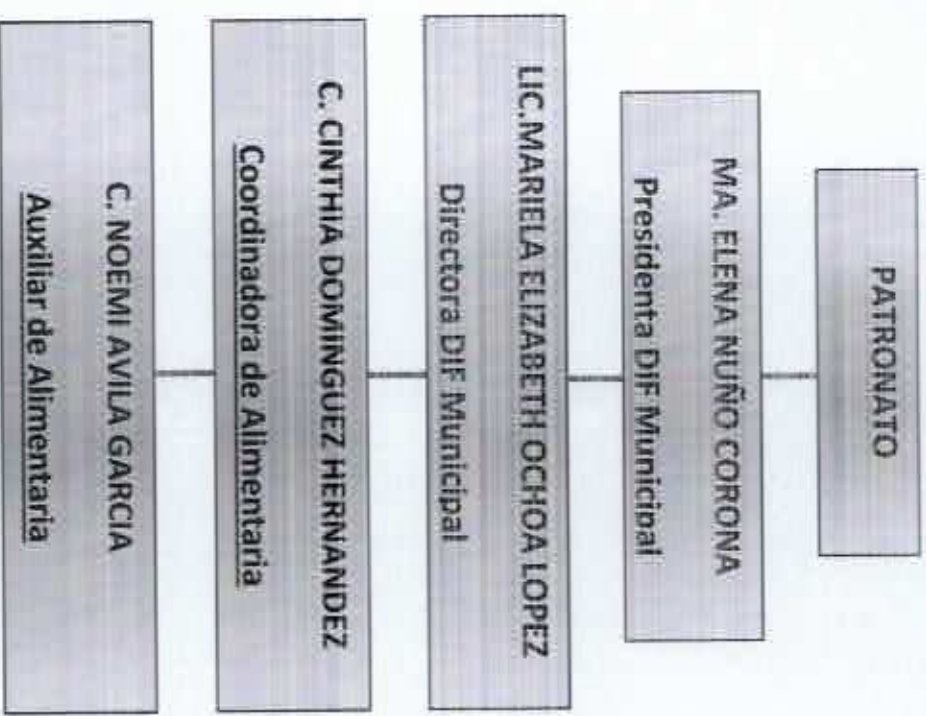 PATRONATO
MA. ELENA NUÑO CORONA
Presidenta DIF Municipal
LIC.MARIELA ELIZABETH OCHOA LOPEZ
Directora DIF Municipal
C. CINTHIA DOMINGUEZ HERNANDEZ
Coordinadora de Alimentaria
C. NOEMI AVILA GARCIA
Auxiliar de Alimentaria